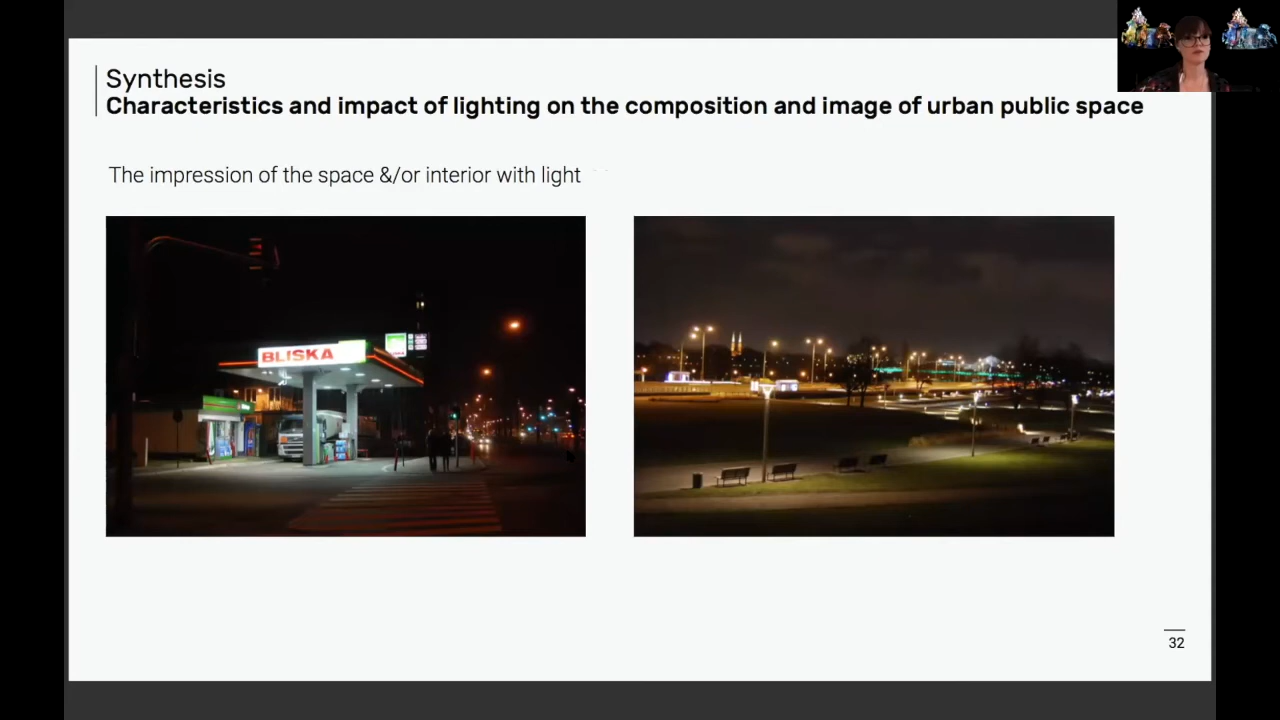 Synthesis
Characteristics and impact of lighting on the composition and image of urban public space
The impression of the space &/or interior with light
BLISKA
32